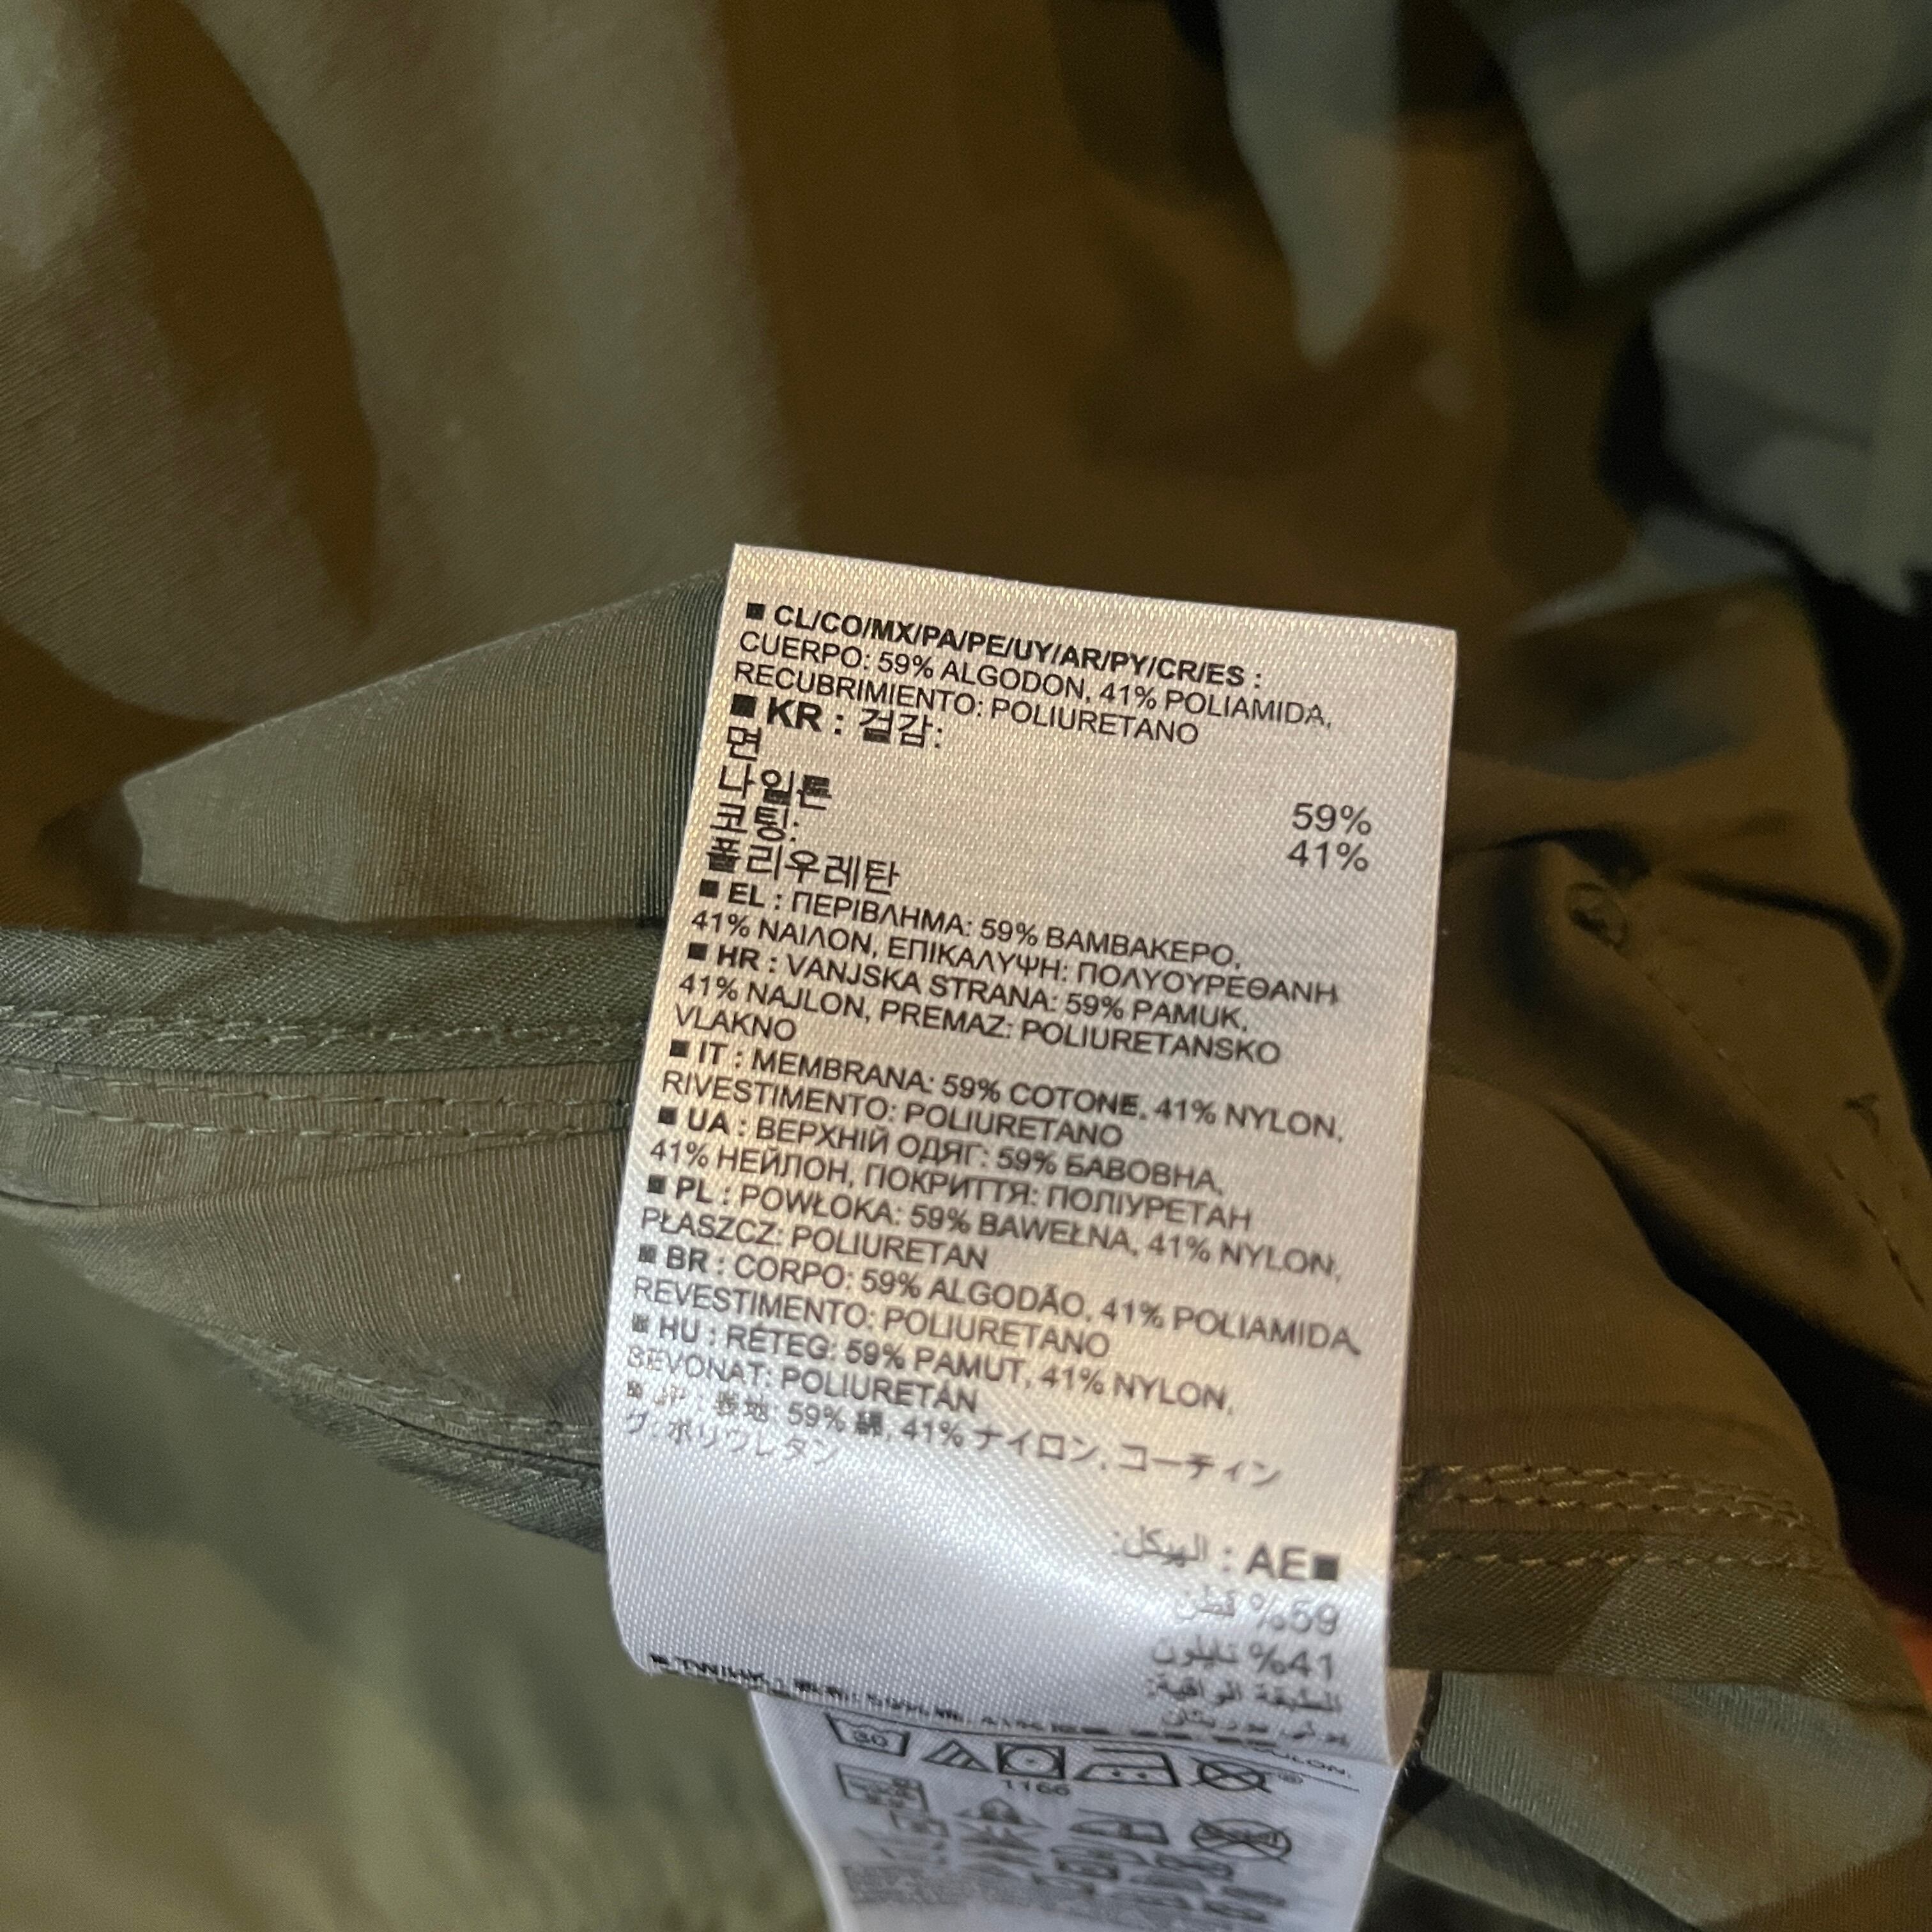 ■ CL/CO/MX/PA/PE/UY/AR/PY/CR/ES :
CUERPO: 59% ALGODON, 41% POLIAMIDA,
RECUBRIMIENTO: POLIURETANO
■ KR : 겉감:
면 59%
나일론 41%
코팅:
폴리우레탄
■ EL : ΠΕΡΙΒΛΗΜΑ: 59% ΒΑΜΒΑΚΕΡΟ,
41% ΝΑΙΛΟΝ, ΕΠΙΚΑΛΥΨΗ: ΠΟΛΥΟΥΡΕΘΑΝΗ
■ HR : VANJSKA STRANA: 59% PAMUK,
41% NAJLON, PREMAZ: POLIURETANSKO
VLAKNO
■ IT : MEMBRANA: 59% COTONE, 41% NYLON,
RIVESTIMENTO: POLIURETANO
■ UA : ВЕРХНІЙ ОДЯГ: 59% БАВОВНА,
41% НЕЙЛОН, ПОКРИТТЯ: ПОЛІУРЕТАН
■ PL : POWŁOKA: 59% BAWEŁNA, 41% NYLON,
PŁASZCZ: POLIURETAN
■ BR : CORPO: 59% ALGODÃO, 41% POLIAMIDA,
REVESTIMENTO: POLIURETANO
■ HU : RÉTEG: 59% PAMUT, 41% NYLON,
BEVONAT: POLIURETÁN
■ JP : 表地: 59% 綿, 41% ナイロン, コーティン
グ: ポリウレタン
■AE : الهيكل:
59% قطن
41% نايلون
الطبقة الواقية:
■ TW/HK
30
1166